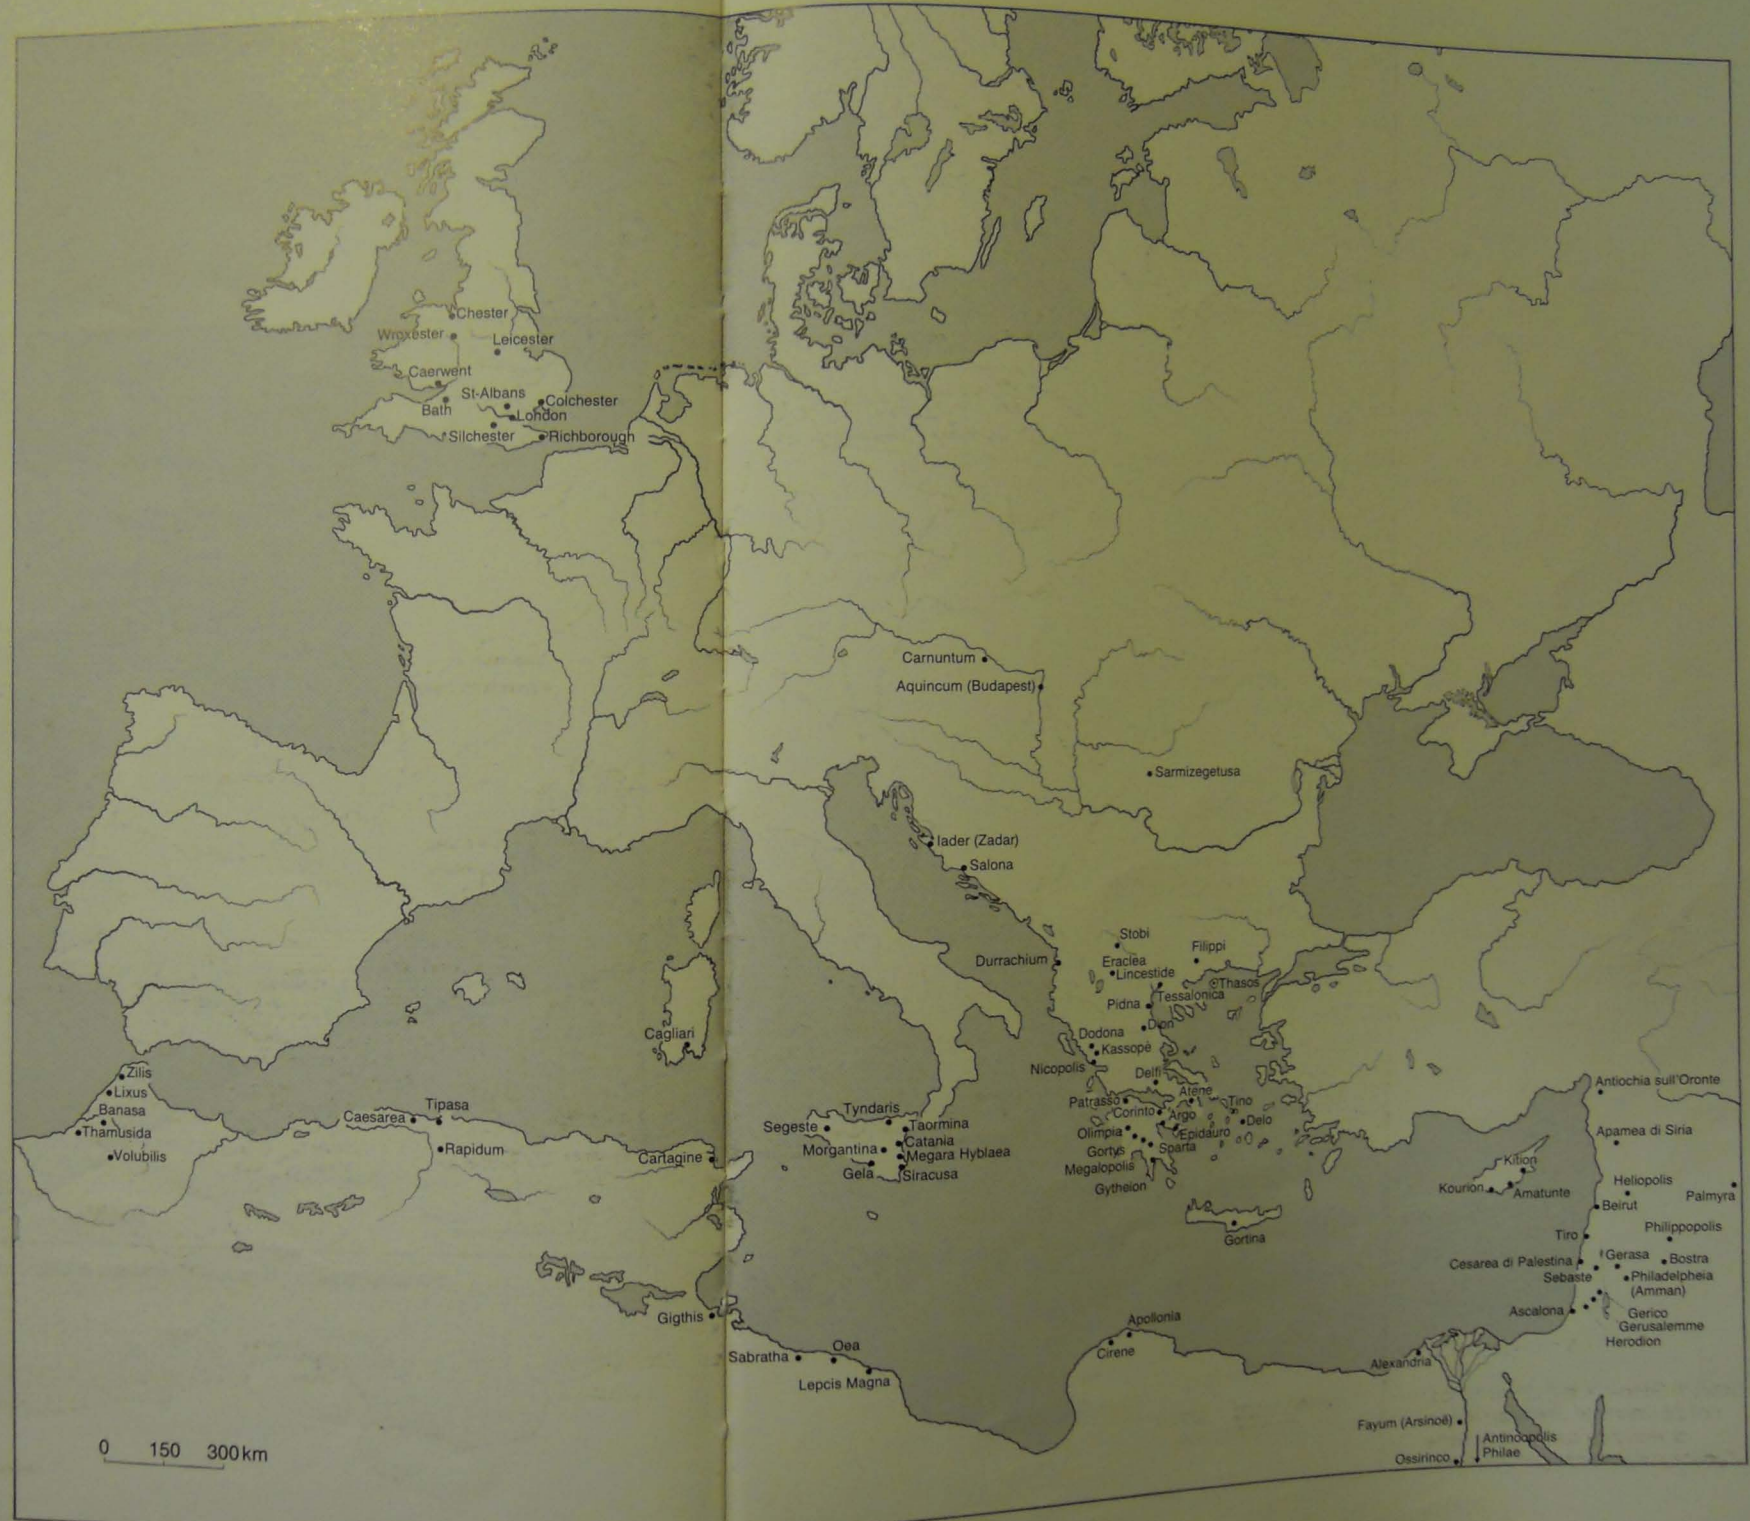 Chester
Wroxester
Leicester
Caerwent
St-Albans
Colchester
Bath
London
Silchester
Richborough
Carnuntum
Aquincum (Budapest)
Sarmizegetusa
Iader (Zadar)
Salona
Stobi
Filippi
Durrachium
Eraclea
Lincestide
Thasos
Tessalonica
Pidna
Dion
Dodona
Kassopè
Nicopolis
Delfi
Atene
Tino
Patrasso
Corinto
Argo
Delo
Olimpia
Epidauro
Gortys
Sparta
Megalopolis
Gytheion
Gortina
Cagliari
Zilis
Lixus
Banasa
Thamusida
Volubilis
Caesarea
Tipasa
Rapidum
Cartagine
Tyndaris
Segeste
Taormina
Catania
Morgantina
Megara Hyblaea
Gela
Siracusa
Antiochia sull'Oronte
Apamea di Siria
Kition
Kourion
Amatunte
Heliopolis
Palmyra
Beirut
Philippopolis
Tiro
Gerasa
Bostra
Cesarea di Palestina
Sebaste
Philadelpheia
(Amman)
Ascalona
Gerico
Gerusalemme
Herodion
Gigthis
Sabratha
Oea
Lepcis Magna
Apollonia
Cirene
Alexandria
Fayum (Arsinoë)
Antinoopolis
Philae
Ossirinco
0 150 300 km